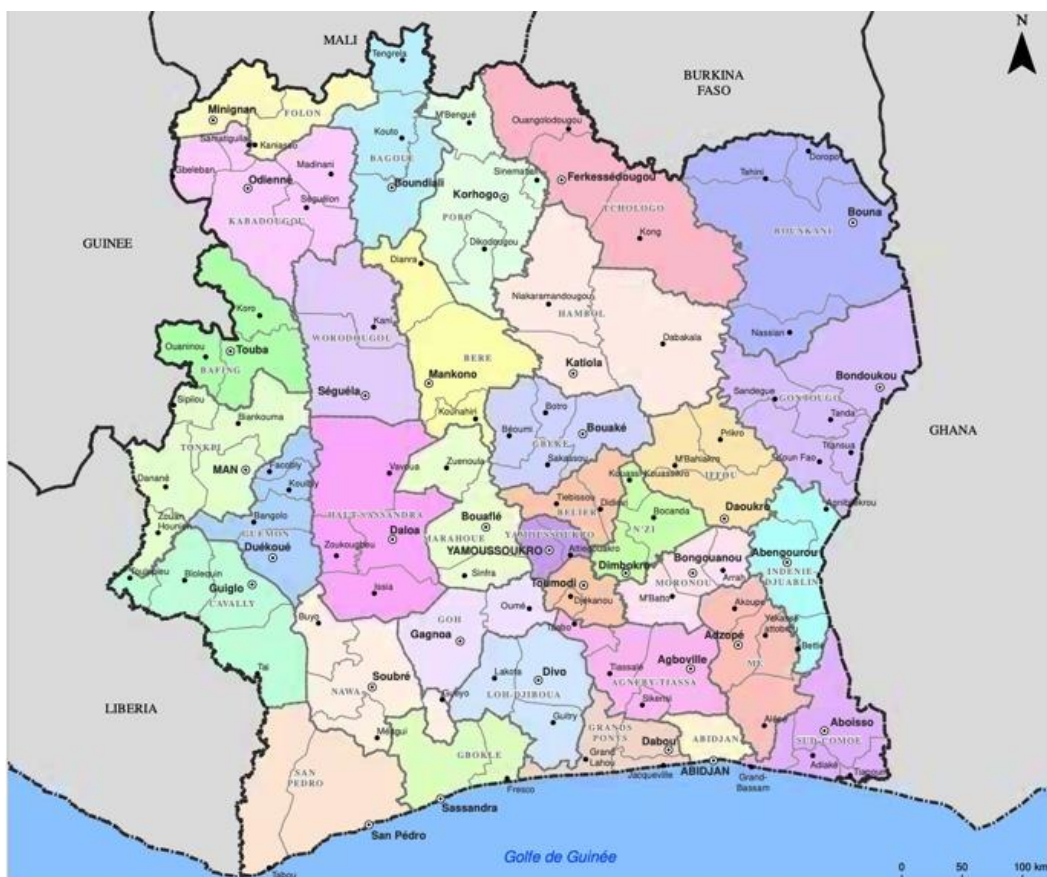 N
MALI
Tengrela
BURKINA
FASO
Minignan
FOLON
M'Bengué
Ouangolodougou
Samatiguila
Kaniasso
Kouto
BAGOUE
Doropo
Gbeleban
Madinani
Sinematiali
Tehini
Odienné
Boundiali
Ferkessédougou
Korhogo
Séguélon
KABADOUGOU
PORO
TCHOLOGO
Bouna
BOUNKANI
GUINEE
Dikodougou
Kong
Dianra
Niakaramandougou
Koro
HAMBOL
Kani
WORODOUGOU
Nassian
Ouaninou
Touba
BAFING
BERE
Dabakala
Katiola
Mankono
Séguéla
Bondoukou
Sandegue
GONTOUGO
Sipilou
Biankouma
Kounahiri
Botro
Tanda
TONKPI
Béoumi
GBEKE
Bouaké
Prikro
GHANA
Transua
MAN
Facobly
Vavoua
Zuenoula
Sakassou
M'Bahiakro
IFFOU
Koun Fao
Danané
Kouibly
Kouassi-
Kouassikro
Tiebissou
BELIER
Didievi
Agnibilekrou
Zouan
Hounien
Bangolo
GUEMON
HAUT-SASSANDRA
Daloa
Bouaflé
MARAHOUE
YAMOUSSOUKRO
Bocanda
N'ZI
Daoukro
Duékoué
Zoukougbeu
YAMOUSSOUKRO
Attiegouakro
Abengourou
INDENIE
DJUABLIN
Toulepleu
Bloléquin
Guiglo
CAVALLY
Issia
Sinfra
Toumodi
Dimbokro
Bongouanou
MORONOU
Arrah
Djekanou
M'Batto
Buyo
Oumé
Akoupé
GOH
Gagnoa
Taabo
Adzopé
Yakassé
attobrou
Bettié
Taï
Lakota
Divo
Tiassalé
Agboville
ME
Soubré
NAWA
LOH-DJIBOUA
AGNEBY-TIASSA
LIBERIA
Gueyo
Sikensi
Guitry
Alépé
Aboisso
Méagui
GRANDS
PONTS
Dabou
ABIDJAN
SUD-COMOE
SAN
PEDRO
GBOKLE
Grand
Lahou
Jacqueville
ABIDJAN
Grand-
Bassam
Adiaké
Tiapoum
Sassandra
Fresco
San Pédro
Golfe de Guinée
Tabou
0 50 100 km